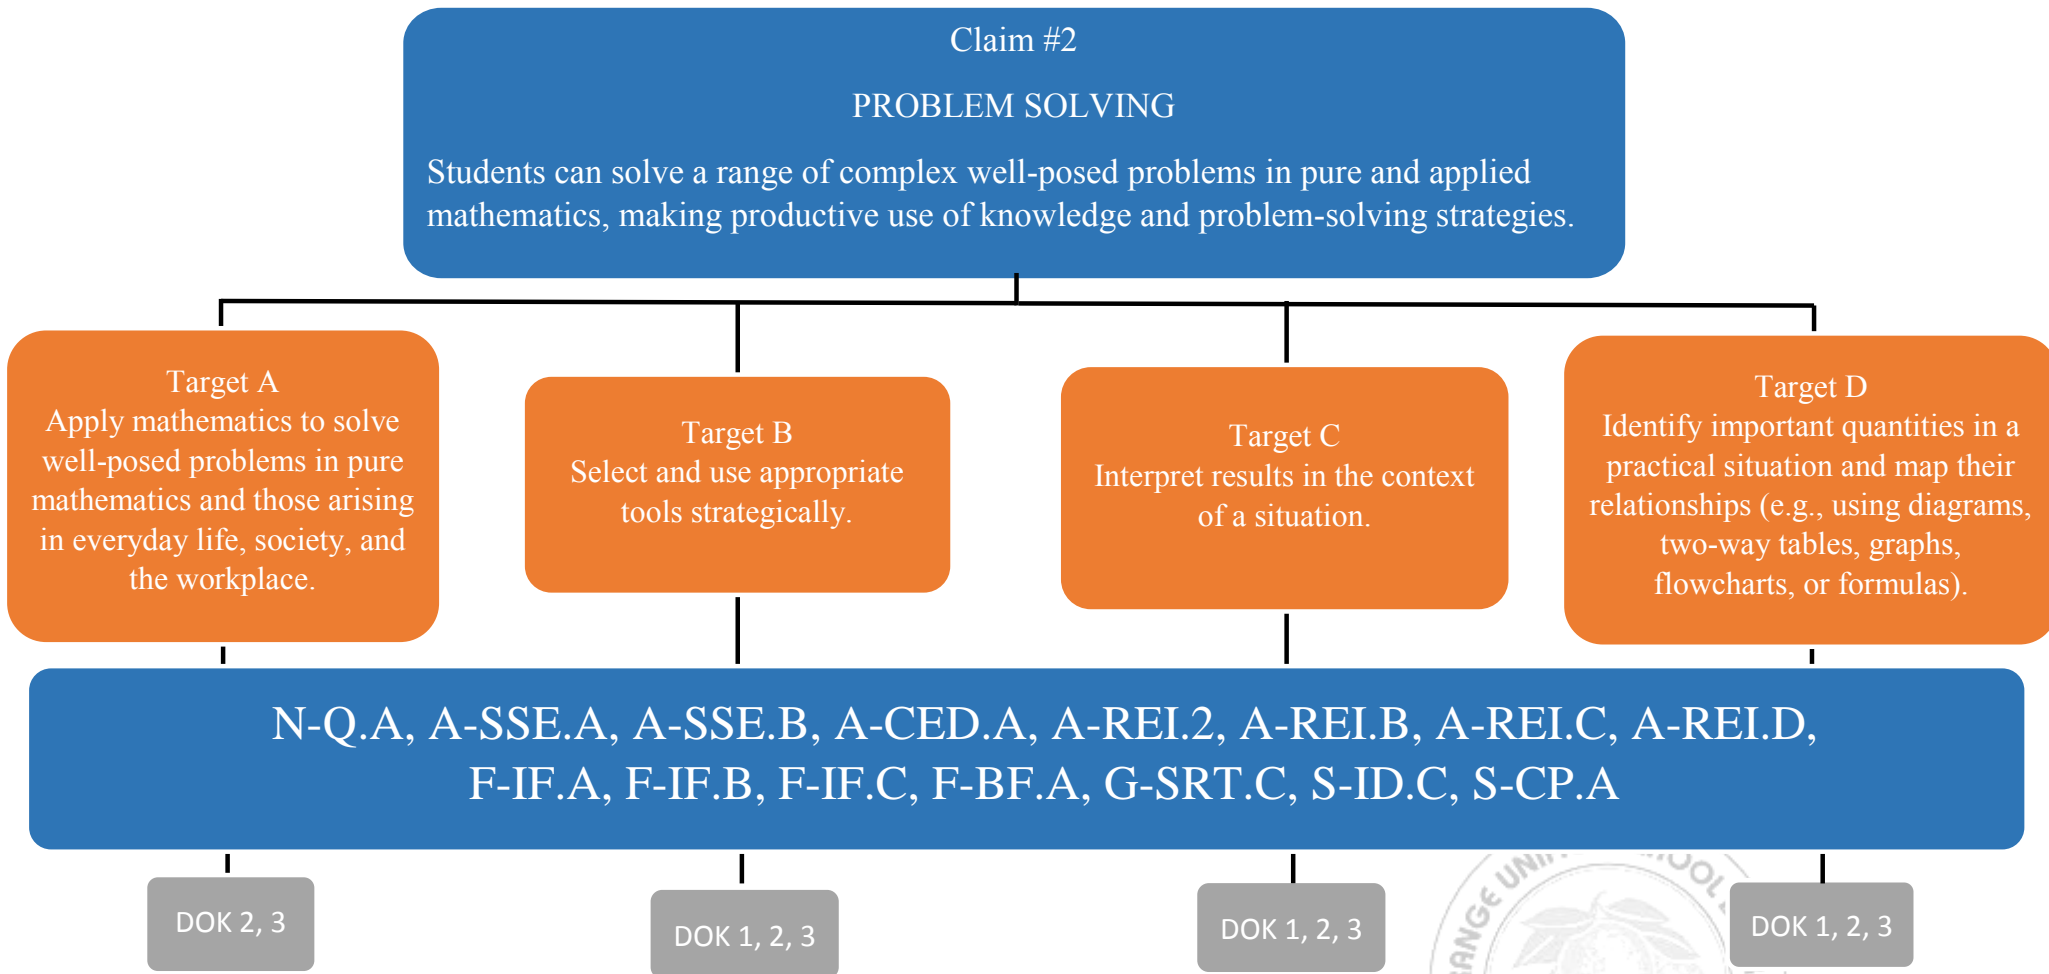 Claim #2
PROBLEM SOLVING
Students can solve a range of complex well-posed problems in pure and applied
mathematics, making productive use of knowledge and problem-solving strategies.
Target A
Apply mathematics to solve
well-posed problems in pure
mathematics and those arising
in everyday life, society, and
the workplace.
Target B
Select and use appropriate
tools strategically.
Target C
Interpret results in the context
of a situation.
Target D
Identify important quantities in a
practical situation and map their
relationships (e.g., using diagrams,
two-way tables, graphs,
flowcharts, or formulas).
N-Q.A, A-SSE.A, A-SSE.B, A-CED.A, A-REI.2, A-REI.B, A-REI.C, A-REI.D,
F-IF.A, F-IF.B, F-IF.C, F-BF.A, G-SRT.C, S-ID.C, S-CP.A
DOK 2, 3
DOK 1, 2, 3
DOK 1, 2, 3
DOK 1, 2, 3